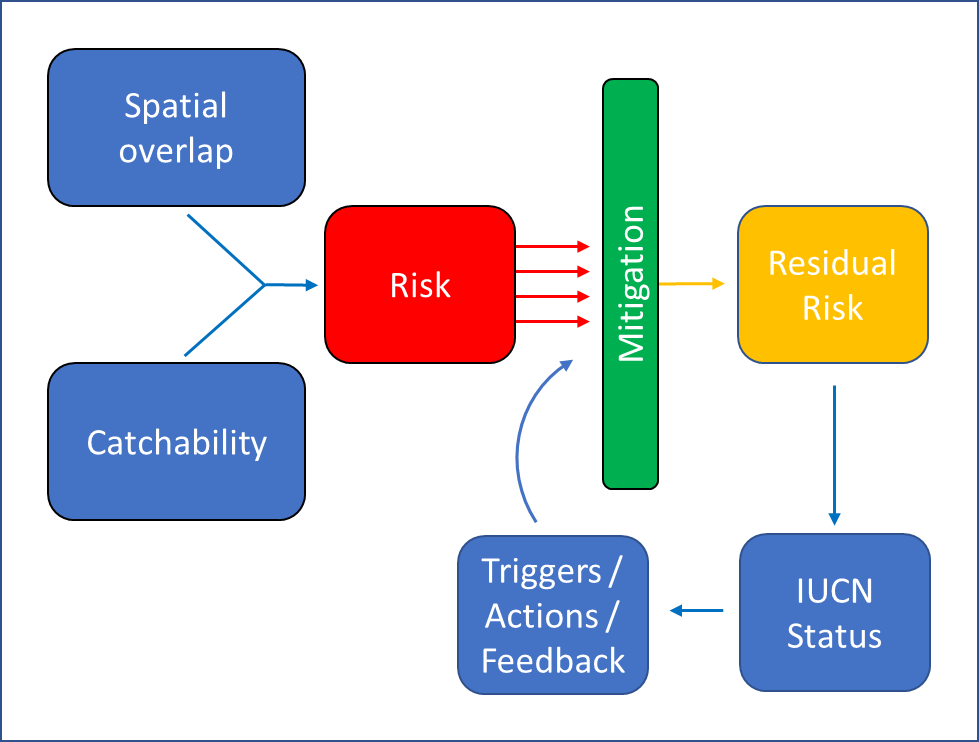 Spatial
overlap
Risk
Mitigation
Residual
Risk
Catchability
Triggers /
Actions /
Feedback
IUCN
Status